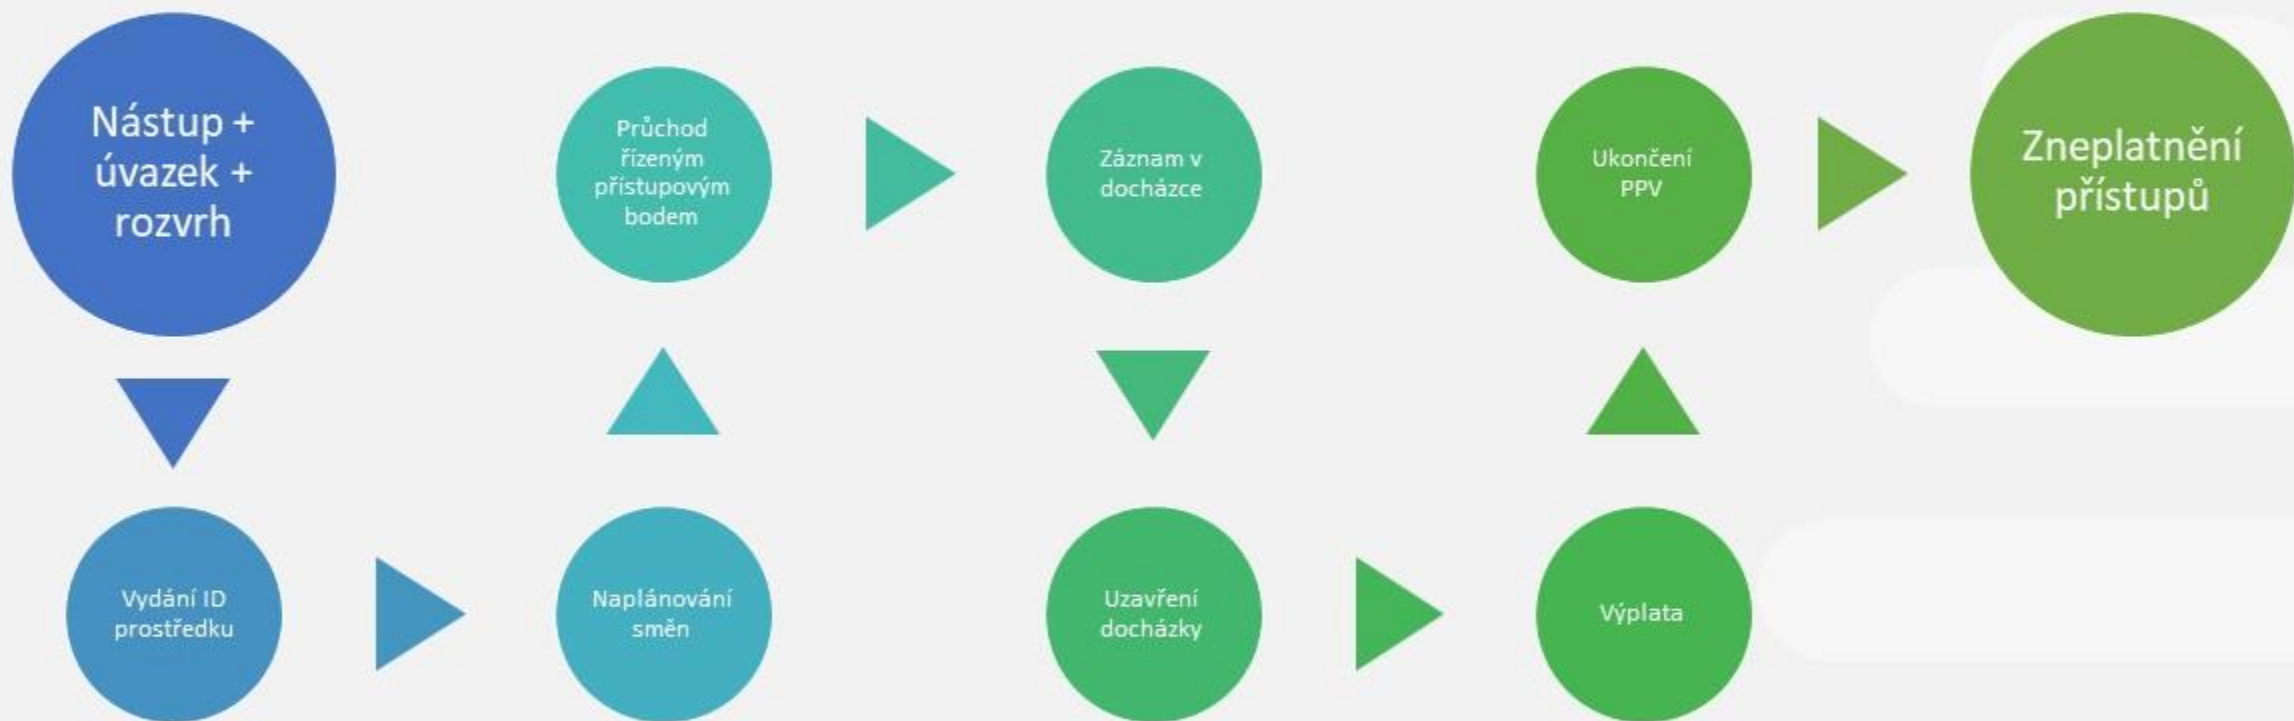 Nástup +
úvazek +
rozvrh
Vydání ID
prostředku
Naplánování
směn
Průchod
řízeným
přístupovým
bodem
Záznam v
docházce
Uzavření
docházky
Výplata
Ukončení
PPV
Zneplatnění
přístupů